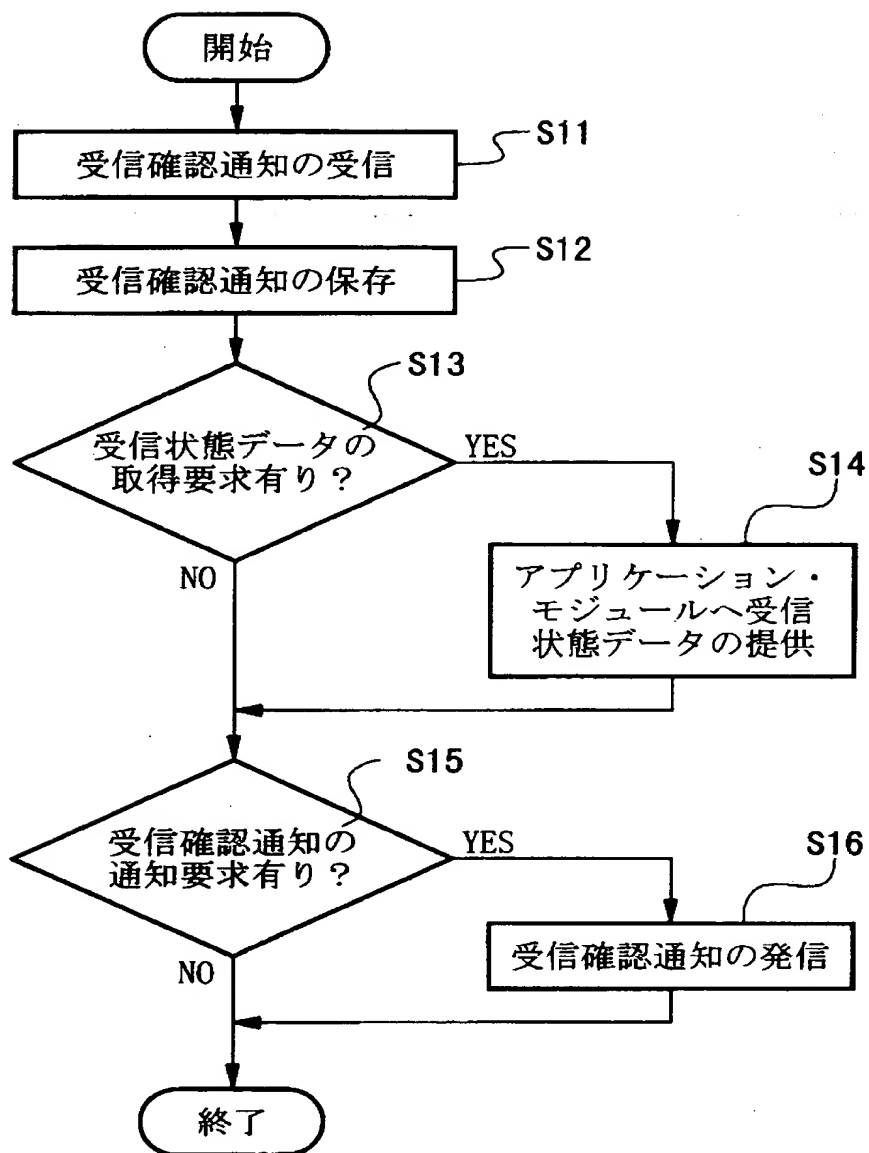 開始
受信確認通知の受信
S11
受信確認通知の保存
S12
受信状態データの
取得要求有り？
S13
YES
NO
アプリケーション・
モジュールへ受信
状態データの提供
S14
受信確認通知の
通知要求有り？
S15
YES
NO
受信確認通知の発信
S16
終了